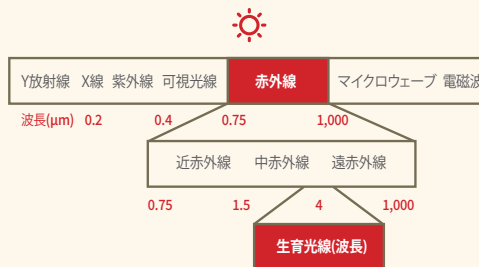 Y放射線 X線 紫外線 可視光線 赤外線 マイクロウェーブ 電磁波
波長(μm) 0.2 0.4 0.75 1,000
近赤外線 中赤外線 遠赤外線
0.75 1.5 4 1,000
生育光線(波長)